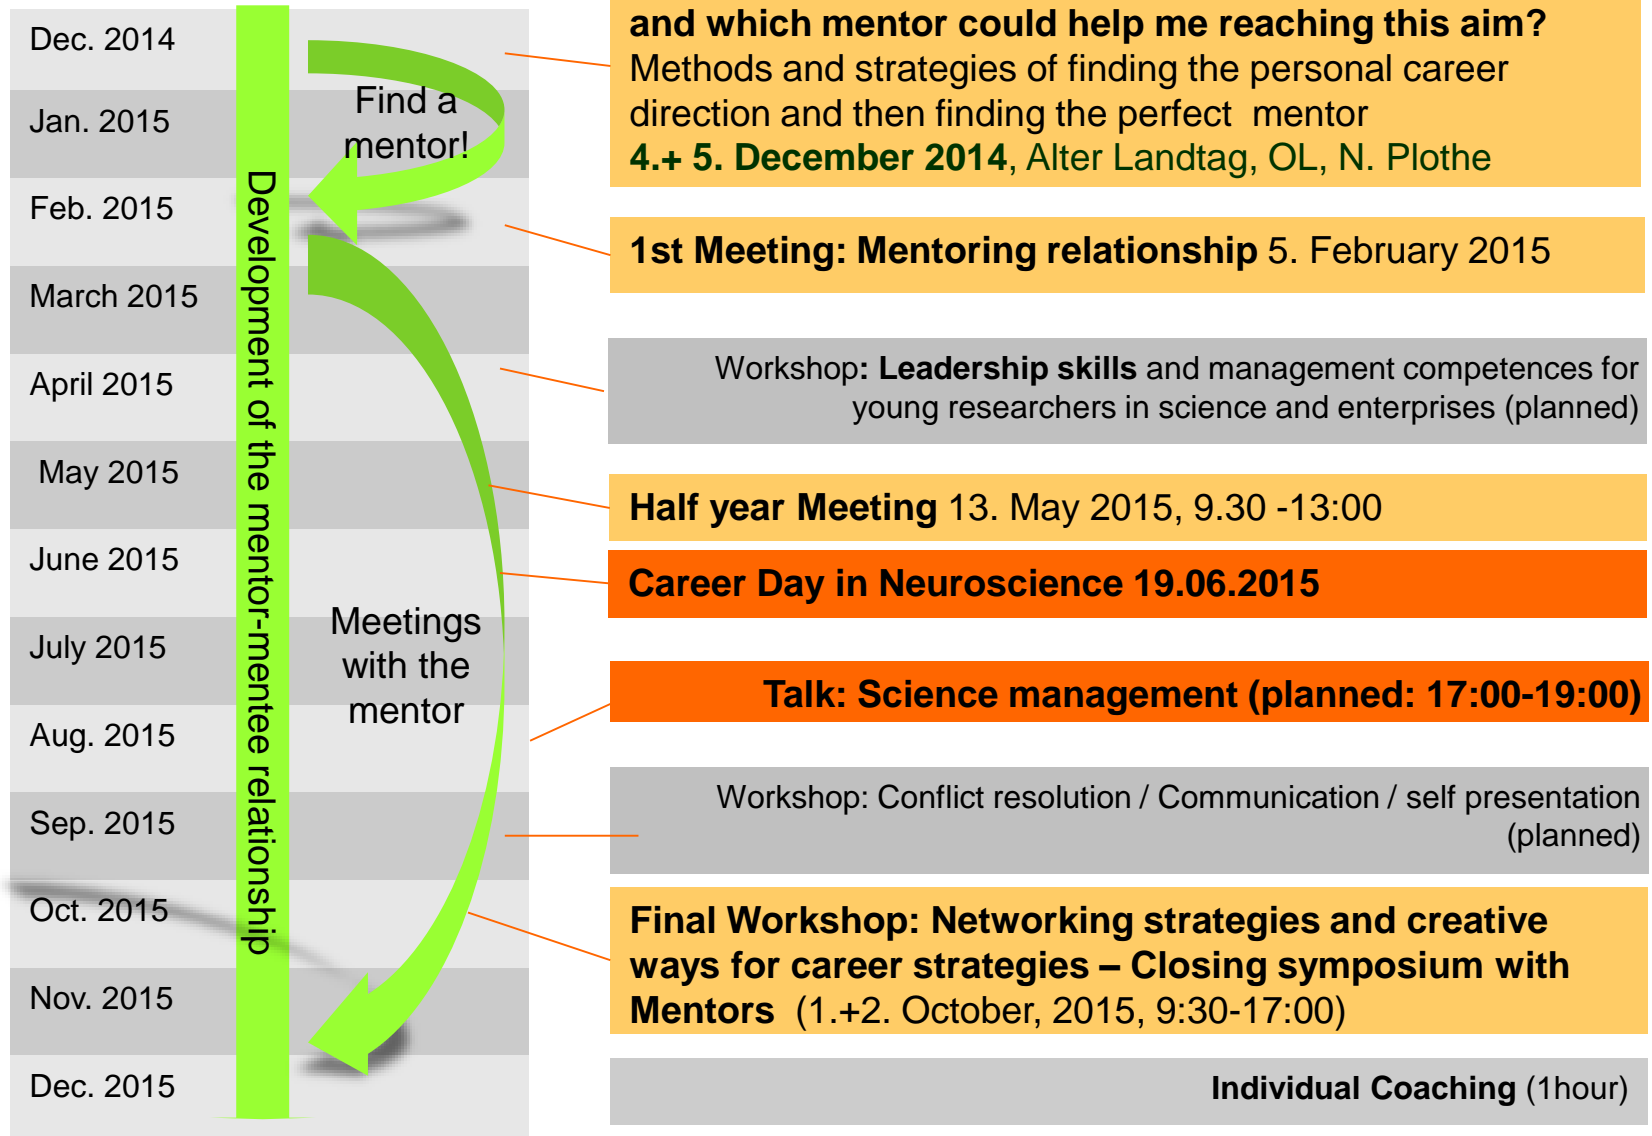 Dec. 2014
Jan. 2015
Feb. 2015
March 2015
April 2015
May 2015
June 2015
July 2015
Aug. 2015
Sep. 2015
Oct. 2015
Nov. 2015
Dec. 2015
Development of the mentor-mentee relationship
Find a
mentor!
Meetings
with the
mentor
and which mentor could help me reaching this aim?
Methods and strategies of finding the personal career
direction and then finding the perfect mentor
4.+ 5. December 2014, Alter Landtag, OL, N. Plothe
1st Meeting: Mentoring relationship 5. February 2015
Workshop: Leadership skills and management competences for
young researchers in science and enterprises (planned)
Half year Meeting 13. May 2015, 9.30 -13:00
Career Day in Neuroscience 19.06.2015
Talk: Science management (planned: 17:00-19:00)
Workshop: Conflict resolution / Communication / self presentation
(planned)
Final Workshop: Networking strategies and creative
ways for career strategies – Closing symposium with
Mentors (1.+2. October, 2015, 9:30-17:00)
Individual Coaching (1hour)